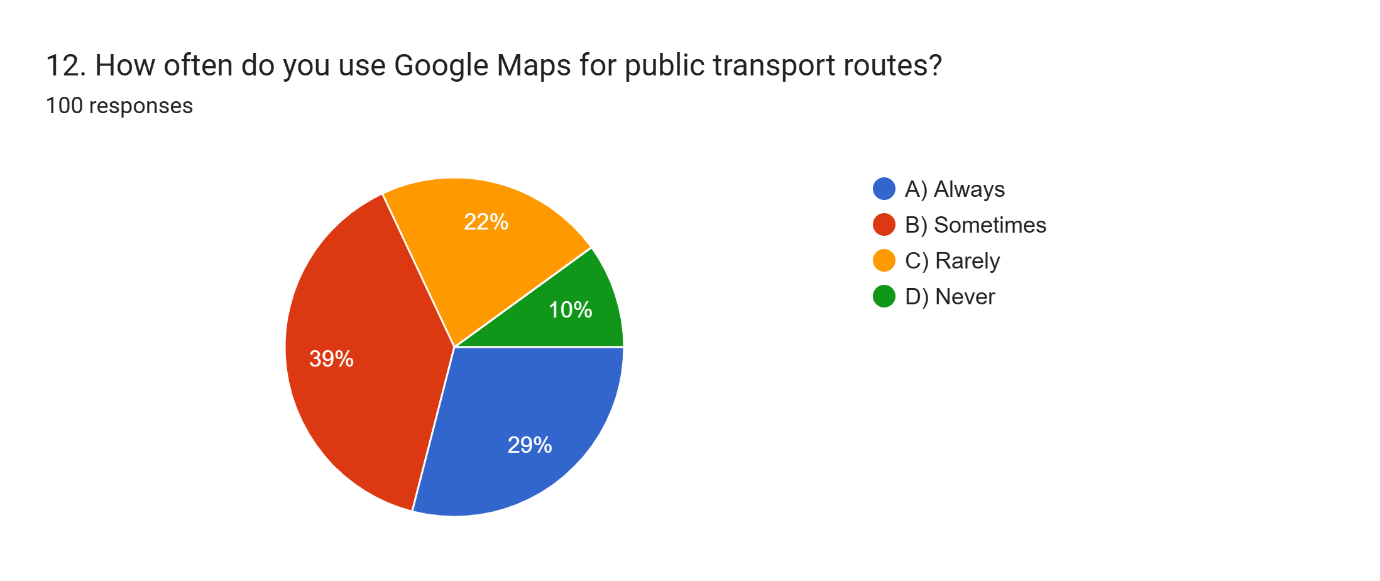 12. How often do you use Google Maps for public transport routes?
100 responses
22%
10%
39%
29%
A) Always
B) Sometimes
C) Rarely
D) Never